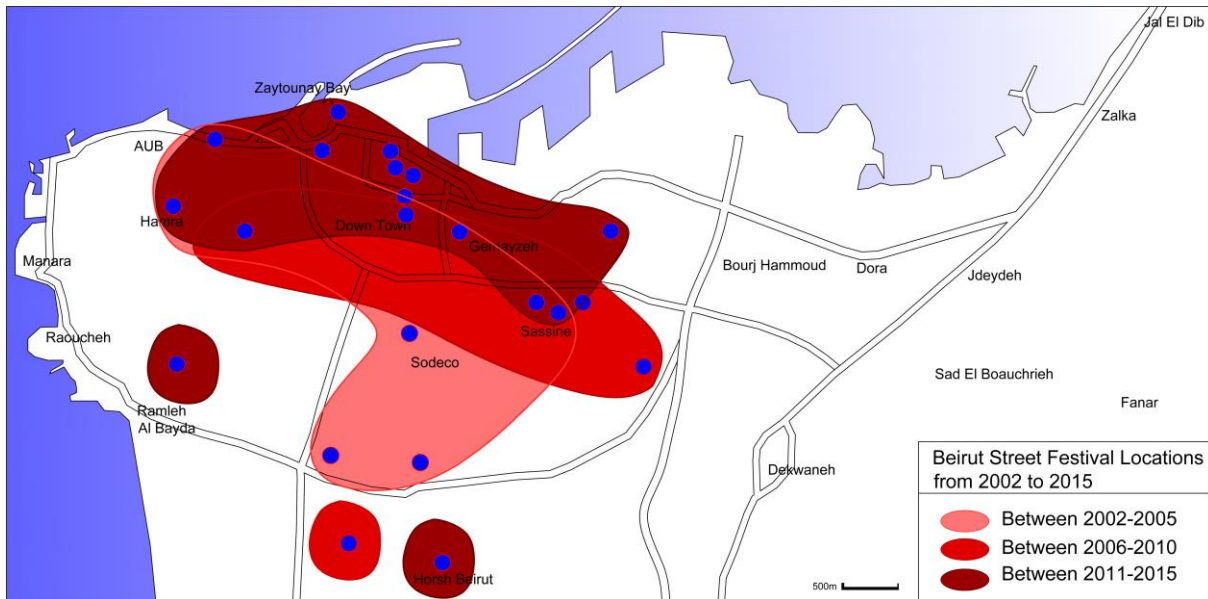 Jal El Dib
Zaytounay Bay
Zalka
AUB
Hamra
Down Town
Gemayzeh
Manara
Bourj Hammoud
Dora
Jdeydeh
Raoucheh
Sassine
Sodeco
Sad El Boauchrieh
Fanar
Ramleh
Al Bayda
Dekwaneh
Horsh Beirut
500m
Beirut Street Festival Locations
from 2002 to 2015
Between 2002-2005
Between 2006-2010
Between 2011-2015